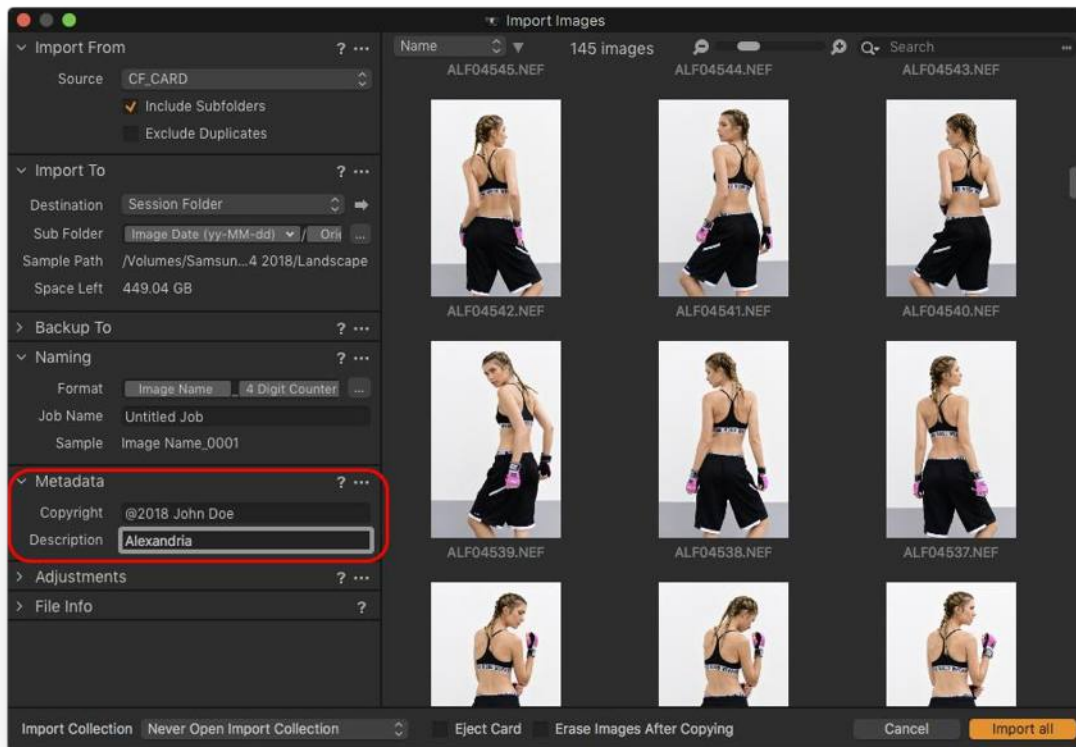 Import Images
Import From ? ...
Source CF_CARD
Include Subfolders
Exclude Duplicates
Import To ? ...
Destination Session Folder
Sub Folder Image Date (yy-MM-dd) / ...
Sample Path /Volumes/Samsun...4 2018/Landscape
Space Left 449.04 GB
Backup To ? ...
Naming ? ...
Format Image Name _ 4 Digit Counter ...
Job Name Untitled Job
Sample Image Name_0001
Metadata ? ...
Copyright @2018 John Doe
Description Alexandria
Adjustments ? ...
File Info ?
Name 145 images Search ...
ALF04545.NEF ALF04544.NEF ALF04543.NEF
ALF04542.NEF ALF04541.NEF ALF04540.NEF
ALF04539.NEF ALF04538.NEF ALF04537.NEF
Import Collection Never Open Import Collection Eject Card Erase Images After Copying Cancel Import all